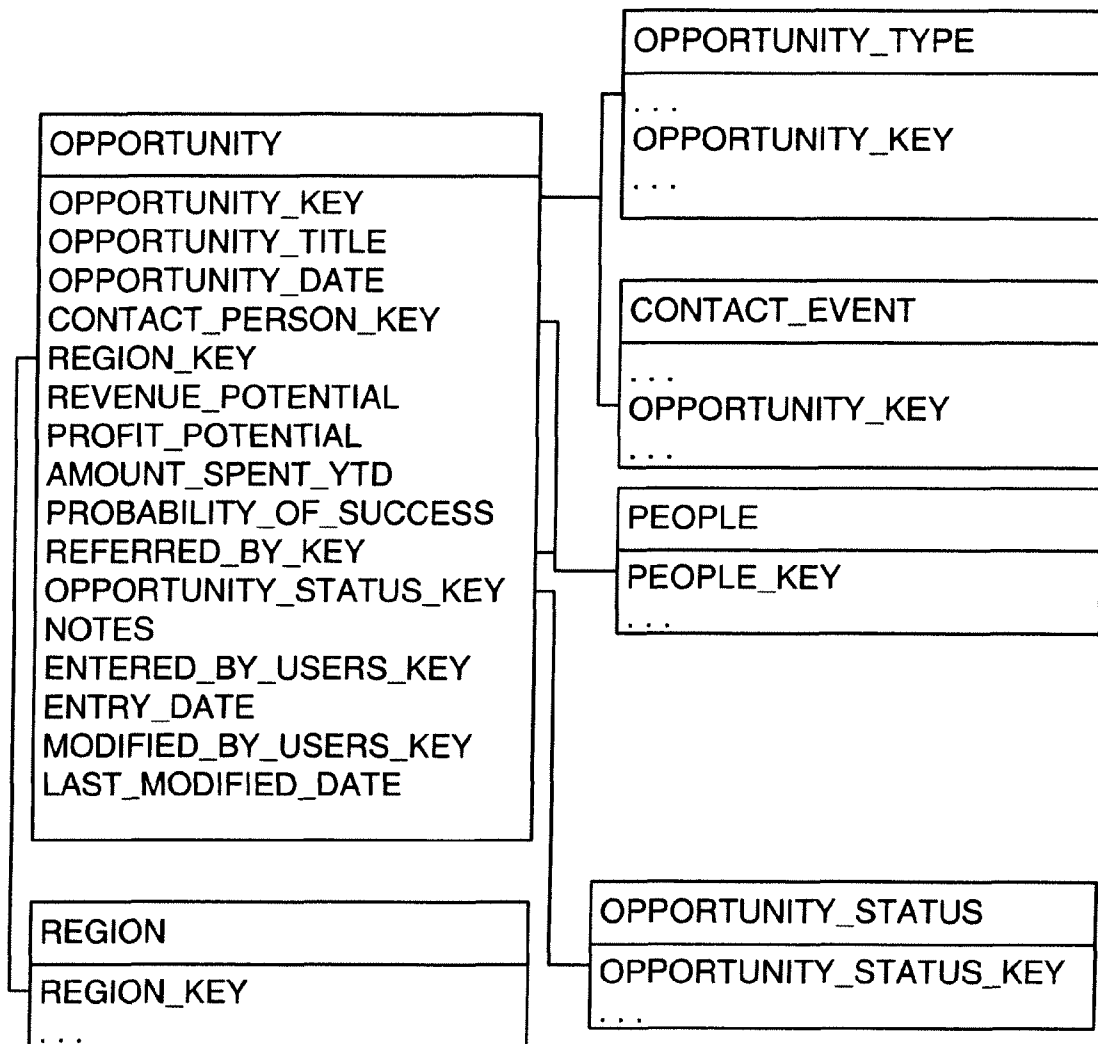 OPPORTUNITY
OPPORTUNITY_KEY
OPPORTUNITY_TITLE
OPPORTUNITY_DATE
CONTACT_PERSON_KEY
REGION_KEY
REVENUE_POTENTIAL
PROFIT_POTENTIAL
AMOUNT_SPENT_YTD
PROBABILITY_OF_SUCCESS
REFERRED_BY_KEY
OPPORTUNITY_STATUS_KEY
NOTES
ENTERED_BY_USERS_KEY
ENTRY_DATE
MODIFIED_BY_USERS_KEY
LAST_MODIFIED_DATE
REGION
REGION_KEY
. . .
OPPORTUNITY_TYPE
. . .
OPPORTUNITY_KEY
. . .
CONTACT_EVENT
. . .
OPPORTUNITY_KEY
. . .
PEOPLE
PEOPLE_KEY
. . .
OPPORTUNITY_STATUS
OPPORTUNITY_STATUS_KEY
. . .